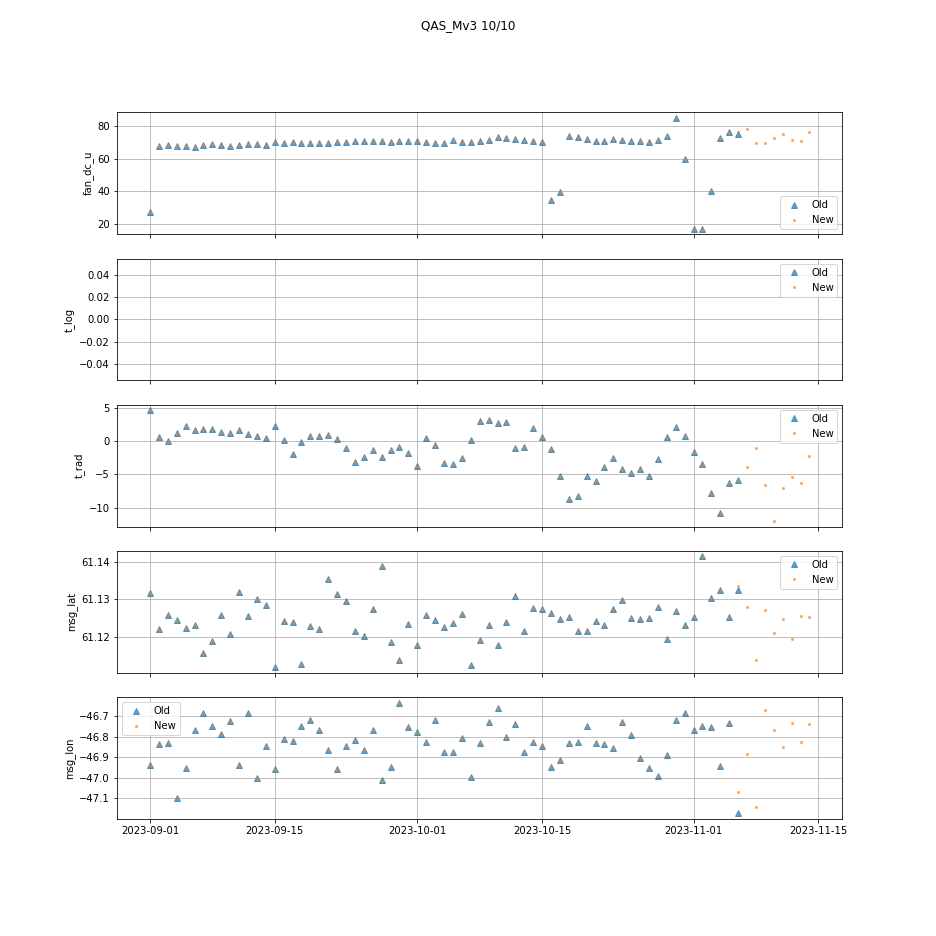 QAS_Mv3 10/10
80
60
40
20
fan_dc_u
Old
New
0.04
0.02
0.00
−0.02
−0.04
t_log
Old
New
5
0
−5
−10
t_rad
Old
New
61.14
61.13
61.12
msg_lat
Old
New
−46.7
−46.8
−46.9
−47.0
−47.1
msg_lon
Old
New
2023-09-01
2023-09-15
2023-10-01
2023-10-15
2023-11-01
2023-11-15